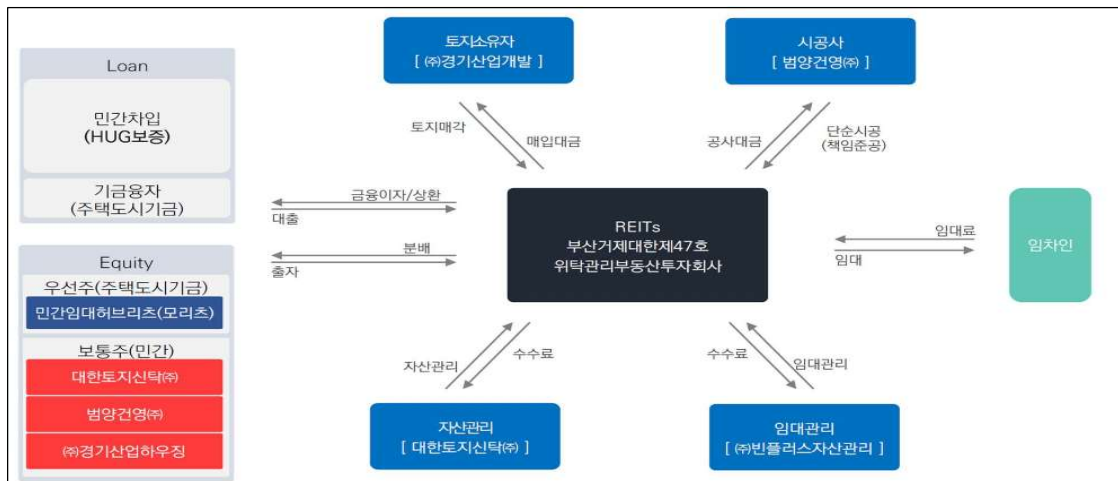 Loan
민간차입
(HUG보증)
기금융자
(주택도시기금)
Equity
우선주(주택도시기금)
민간임대허브리츠(모리츠)
보통주(민간)
대한토지신탁㈜
범양건영㈜
㈜경기산업하우징
토지소유자
[ ㈜경기산업개발 ]
시공사
[ 범양건영㈜ ]
토지매각
매입대금
공사대금
단순시공
(책임준공)
금융이자/상환
대출
분배
출자
REITs
부산거제대한제47호
위탁관리부동산투자회사
임대료
임대
임차인
자산관리
수수료
수수료
임대관리
자산관리
[ 대한토지신탁㈜ ]
임대관리
[ ㈜빈플러스자산관리 ]